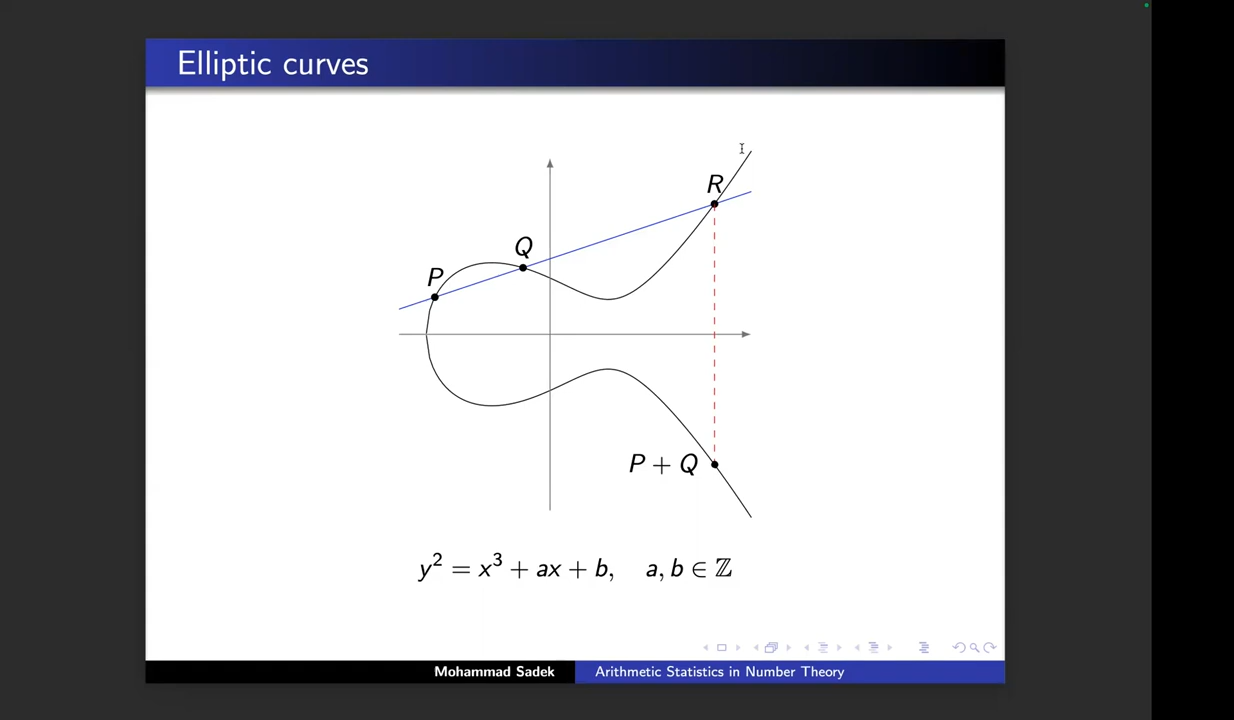 Elliptic curves
R
Q
P
P + Q
y² = x³ + ax + b, a, b ∈ ℤ
Mohammad Sadek
Arithmetic Statistics in Number Theory